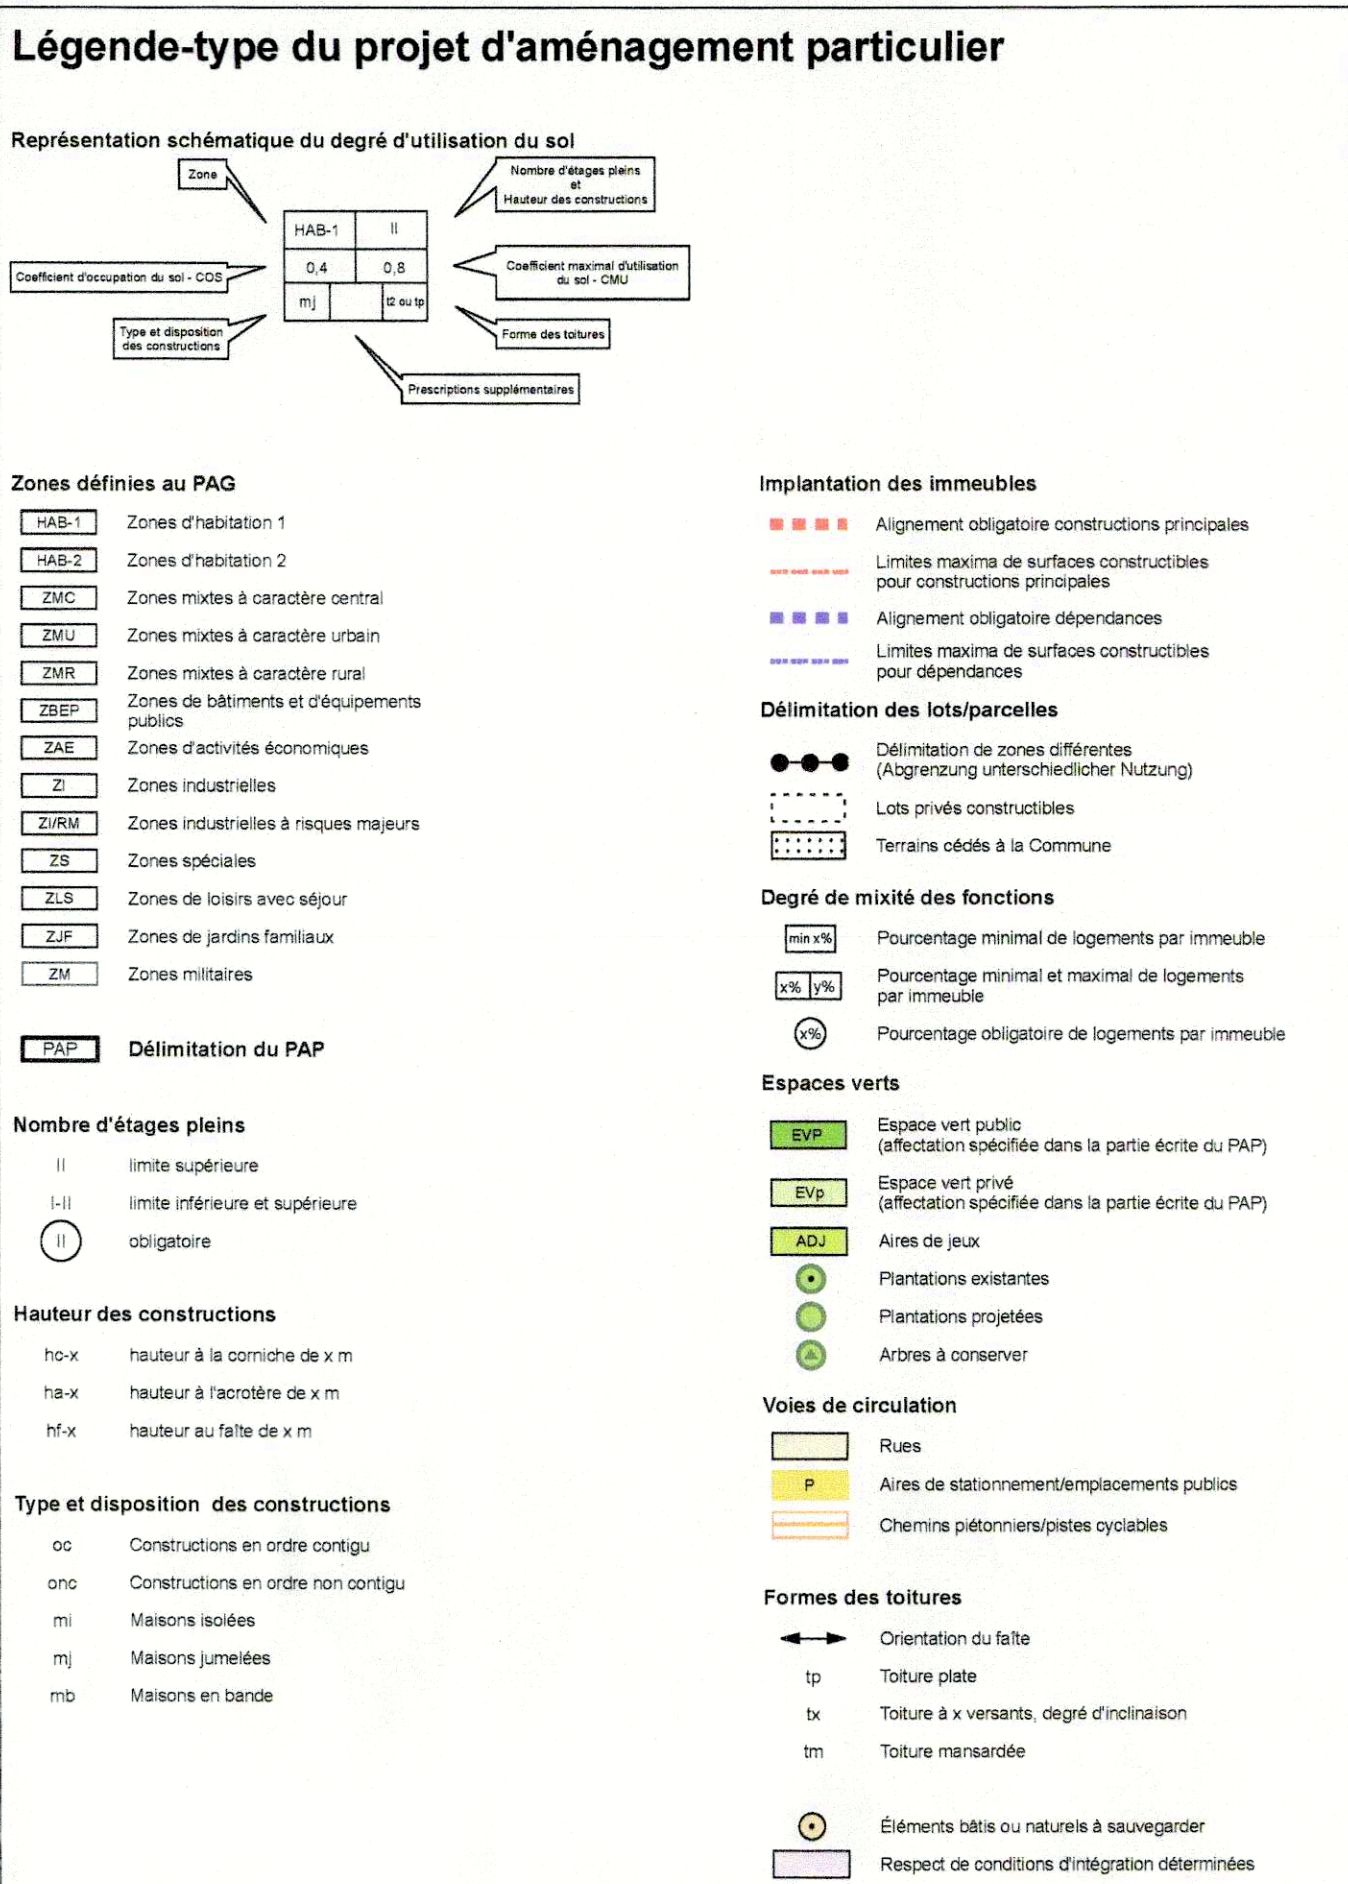 Légende-type du projet d'aménagement particulier
Représentation schématique du degré d'utilisation du sol
Zone
Nombre d'étages pleins
et
Hauteur des constructions
HAB-1 II
Coefficient d'occupation du sol - COS
0,4 0,8
Coefficient maximal d'utilisation
du sol - CMU
mj t2 ou tp
Type et disposition
des constructions
Forme des toitures
Prescriptions supplémentaires
Zones définies au PAG
HAB-1 Zones d'habitation 1
HAB-2 Zones d'habitation 2
ZMC Zones mixtes à caractère central
ZMU Zones mixtes à caractère urbain
ZMR Zones mixtes à caractère rural
ZBEP Zones de bâtiments et d'équipements
publics
ZAE Zones d'activités économiques
ZI Zones industrielles
ZI/RM Zones industrielles à risques majeurs
ZS Zones spéciales
ZLS Zones de loisirs avec séjour
ZJF Zones de jardins familiaux
ZM Zones militaires
PAP Délimitation du PAP
Nombre d'étages pleins
II limite supérieure
I-II limite inférieure et supérieure
II obligatoire
Hauteur des constructions
hc-x hauteur à la corniche de x m
ha-x hauteur à l'acrotère de x m
hf-x hauteur au faîte de x m
Type et disposition des constructions
oc Constructions en ordre contigu
onc Constructions en ordre non contigu
mi Maisons isolées
mj Maisons jumelées
mb Maisons en bande
Implantation des immeubles
Alignement obligatoire constructions principales
Limites maxima de surfaces constructibles
pour constructions principales
Alignement obligatoire dépendances
Limites maxima de surfaces constructibles
pour dépendances
Délimitation des lots/parcelles
Délimitation de zones différentes
(Abgrenzung unterschiedlicher Nutzung)
Lots privés constructibles
Terrains cédés à la Commune
Degré de mixité des fonctions
min x% Pourcentage minimal de logements par immeuble
x% y% Pourcentage minimal et maximal de logements
par immeuble
x% Pourcentage obligatoire de logements par immeuble
Espaces verts
EVP Espace vert public
(affectation spécifiée dans la partie écrite du PAP)
EVp Espace vert privé
(affectation spécifiée dans la partie écrite du PAP)
ADJ Aires de jeux
Plantations existantes
Plantations projetées
Arbres à conserver
Voies de circulation
Rues
P Aires de stationnement/emplacements publics
Chemins piétonniers/pistes cyclables
Formes des toitures
Orientation du faîte
tp Toiture plate
tx Toiture à x versants, degré d'inclinaison
tm Toiture mansardée
Éléments bâtis ou naturels à sauvegarder
Respect de conditions d'intégration déterminées